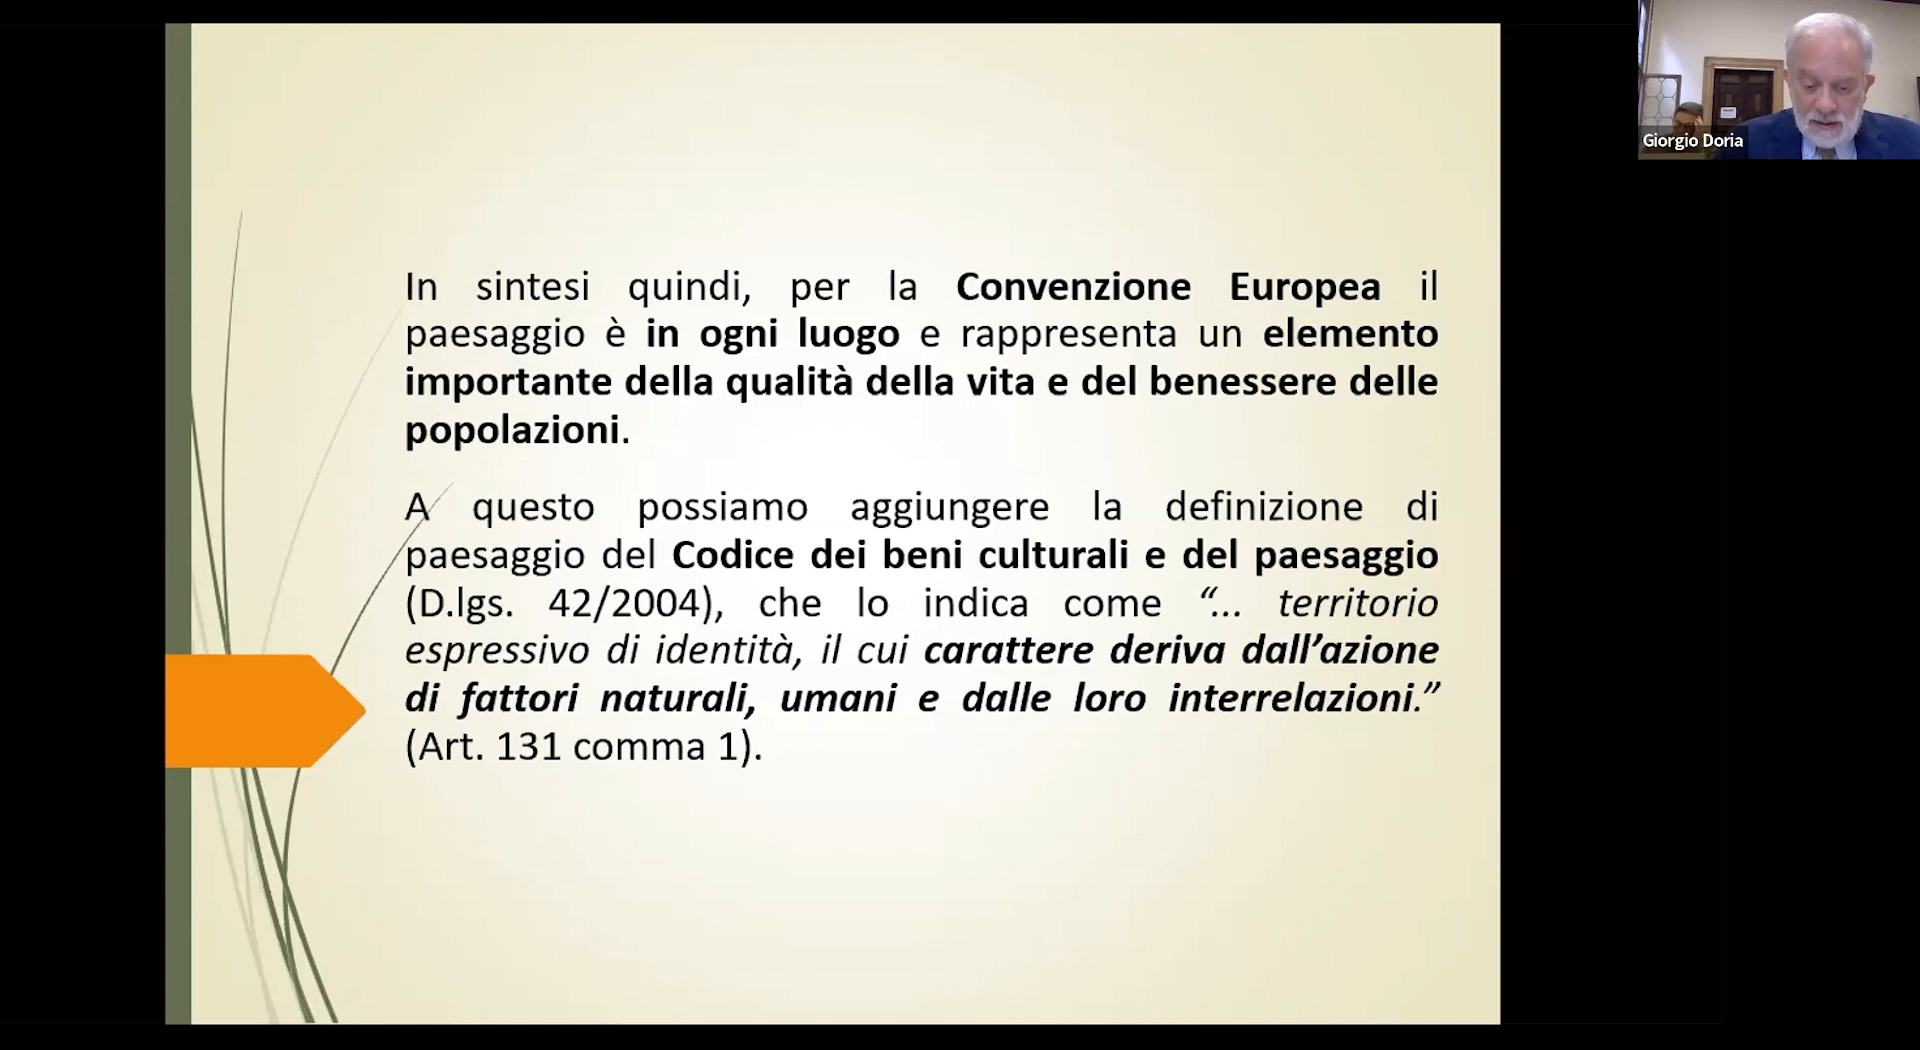 In sintesi quindi, per la Convenzione Europea il
paesaggio è in ogni luogo e rappresenta un elemento
importante della qualità della vita e del benessere delle
popolazioni.
A questo possiamo aggiungere la definizione di
paesaggio del Codice dei beni culturali e del paesaggio
(D.lgs. 42/2004), che lo indica come “... territorio
espressivo di identità, il cui carattere deriva dall’azione
di fattori naturali, umani e dalle loro interrelazioni.”
(Art. 131 comma 1).
Giorgio Doria